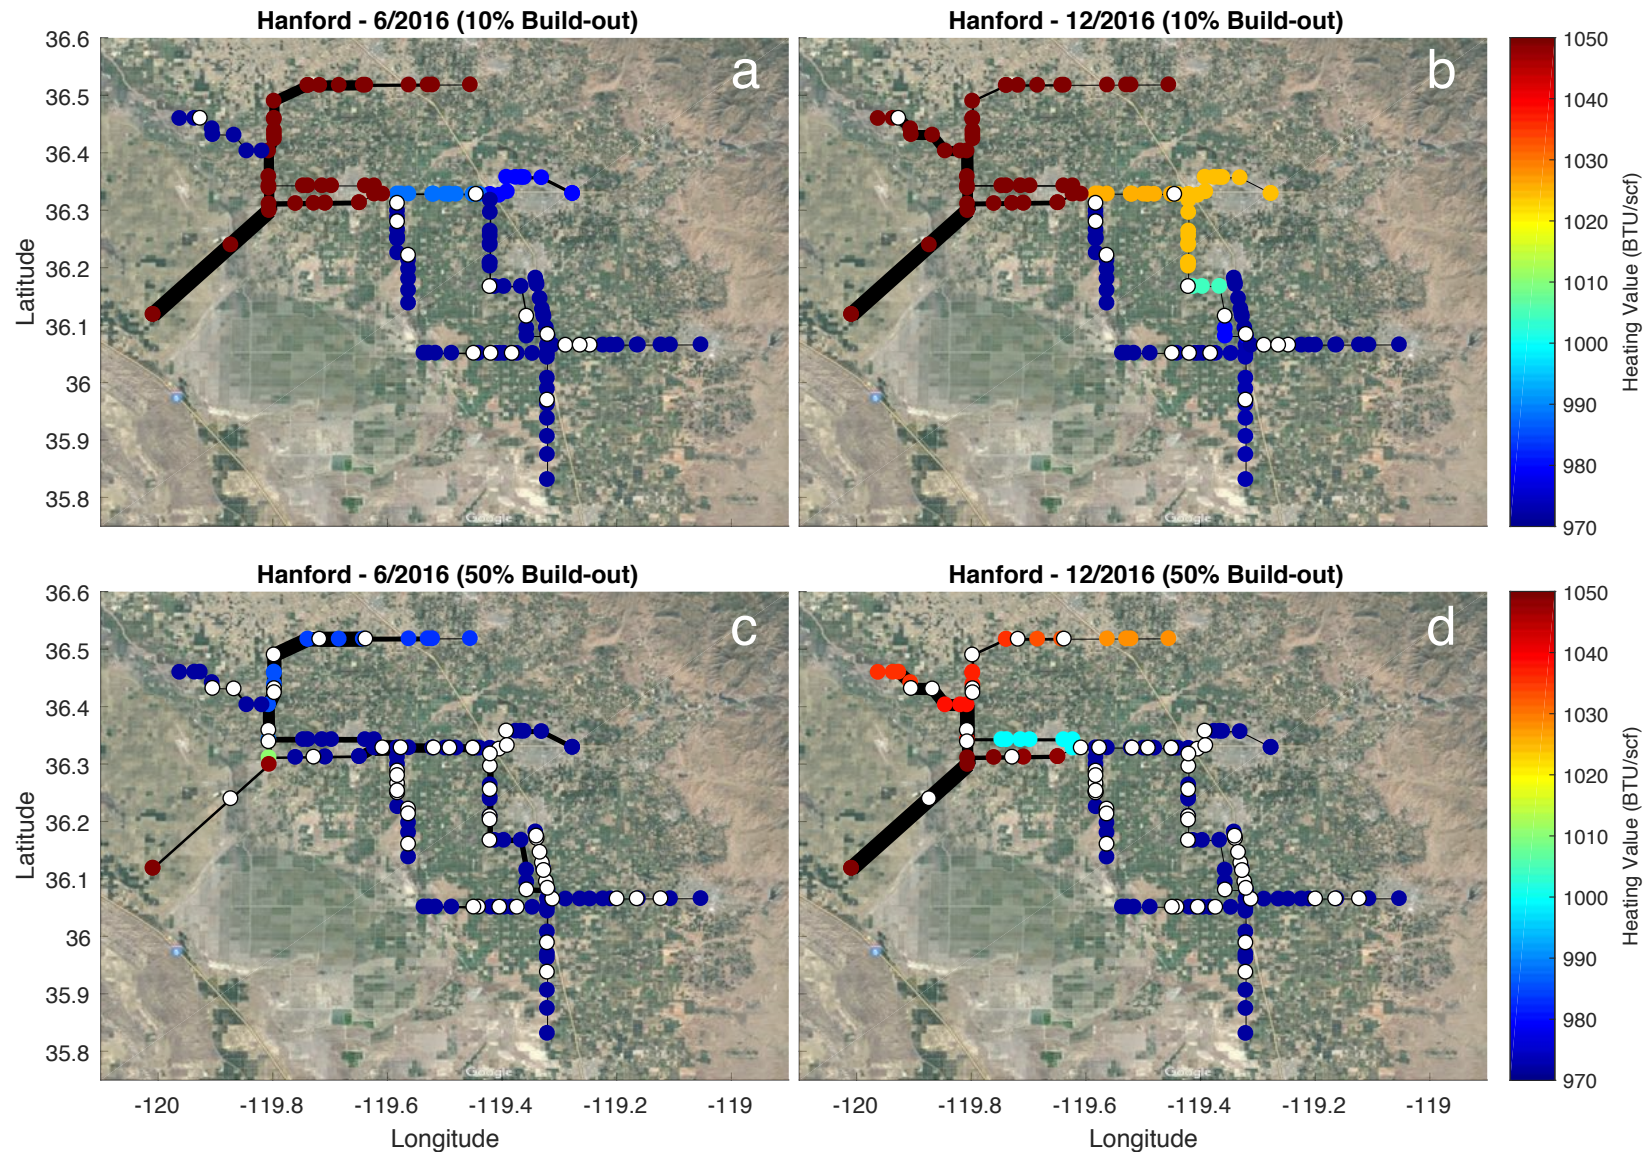 Hanford - 6/2016 (10% Build-out)
Hanford - 12/2016 (10% Build-out)
a
b
36.6
36.5
36.4
36.3
36.2
36.1
36
35.9
35.8
Latitude
Google
Google
1050
1040
1030
1020
1010
1000
990
980
970
Heating Value (BTU/scf)
Hanford - 6/2016 (50% Build-out)
Hanford - 12/2016 (50% Build-out)
c
d
36.6
36.5
36.4
36.3
36.2
36.1
36
35.9
35.8
Latitude
Google
Google
1050
1040
1030
1020
1010
1000
990
980
970
Heating Value (BTU/scf)
-120 -119.8 -119.6 -119.4 -119.2 -119
-120 -119.8 -119.6 -119.4 -119.2 -119
Longitude
Longitude